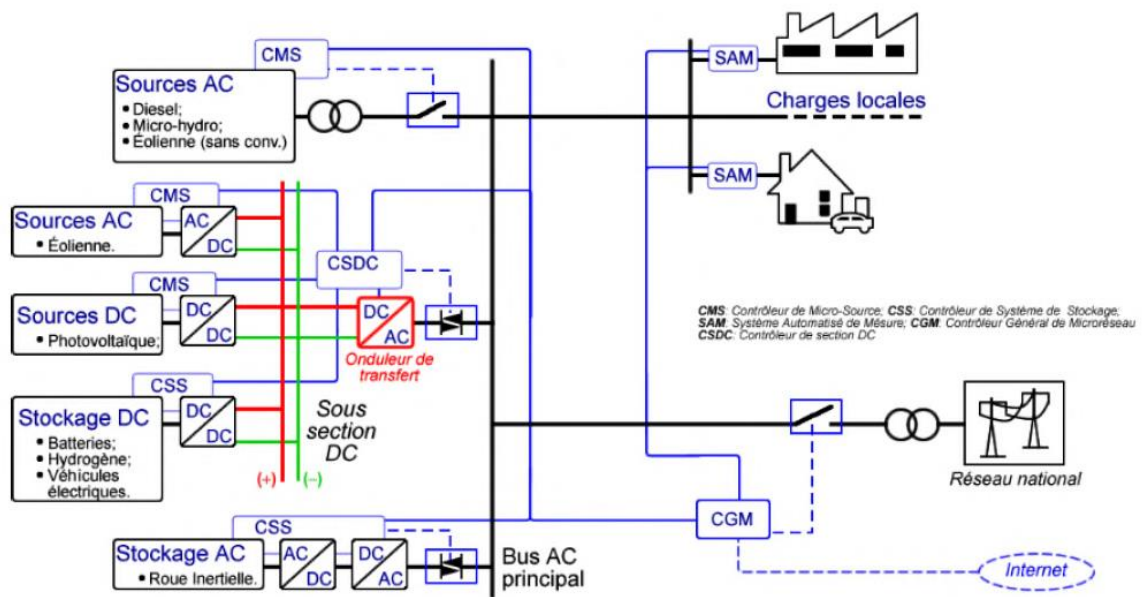 CMS
Sources AC
• Diesel;
• Micro-hydro;
• Éolienne (sans conv.)
SAM
Charges locales
SAM
CMS
Sources AC
• Éolienne.
AC
DC
CSDC
CMS
Sources DC
• Photovoltaïque;
DC
DC
DC
AC
Onduleur de
transfert
CMS: Contrôleur de Micro-Source; CSS: Contrôleur de Système de Stockage;
SAM: Système Automatisé de Mésure; CGM: Contrôleur Général de Microréseau
CSDC: Contrôleur de section DC
CSS
Stockage DC
• Batteries;
• Hydrogène;
• Véhicules
électriques.
DC
DC
Sous
section
DC
(+)
(−)
Réseau national
CGM
CSS
Stockage AC
• Roue Inertielle.
AC
DC
DC
AC
Bus AC
principal
Internet